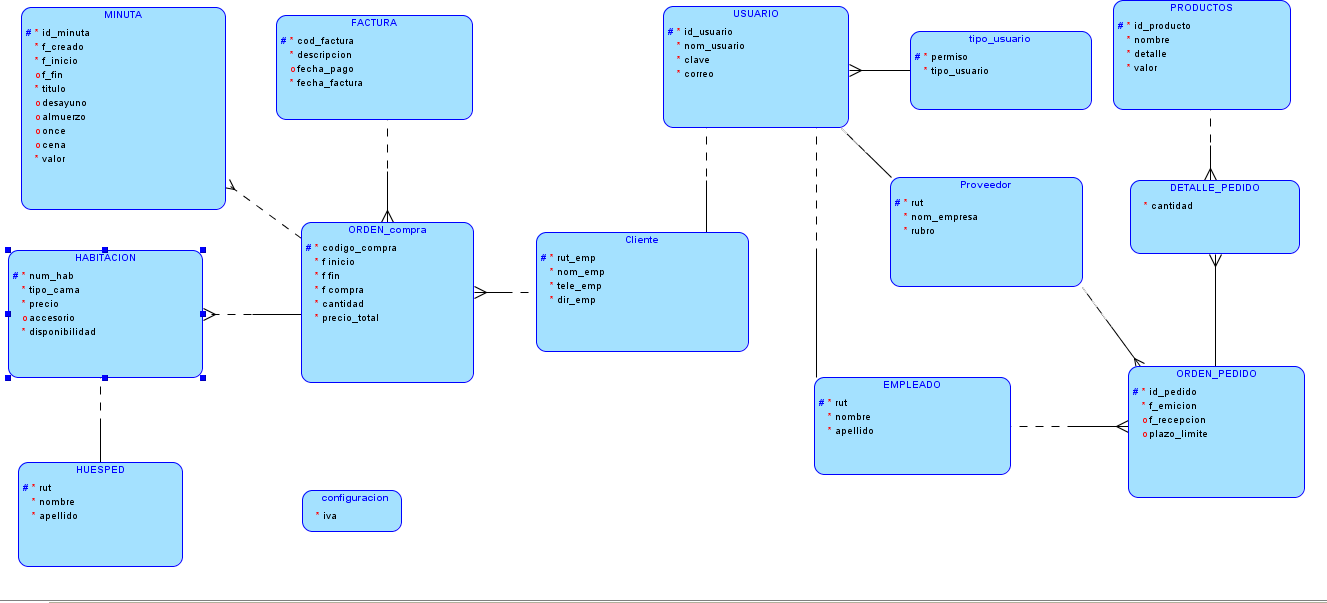 MINUTA
# * id_minuta
* f_creado
* f_inicio
o f_fin
* titulo
o desayuno
o almuerzo
o once
o cena
* valor
FACTURA
# * cod_factura
* descripcion
o fecha_pago
* fecha_factura
USUARIO
# * id_usuario
* nom_usuario
* clave
* correo
tipo_usuario
# * permiso
* tipo_usuario
PRODUCTOS
# * id_producto
* nombre
* detalle
* valor
HABITACION
# * num_hab
* tipo_cama
* precio
o accesorio
* disponibilidad
ORDEN_compra
# * codigo_compra
* f inicio
* f fin
* f compra
* cantidad
* precio_total
Cliente
# * rut_emp
* nom_emp
* tele_emp
* dir_emp
Proveedor
# * rut
* nom_empresa
* rubro
DETALLE_PEDIDO
* cantidad
HUESPED
# * rut
* nombre
* apellido
configuracion
* iva
EMPLEADO
# * rut
* nombre
* apellido
ORDEN_PEDIDO
# * id_pedido
* f_emicion
o f_recepcion
o plazo_limite